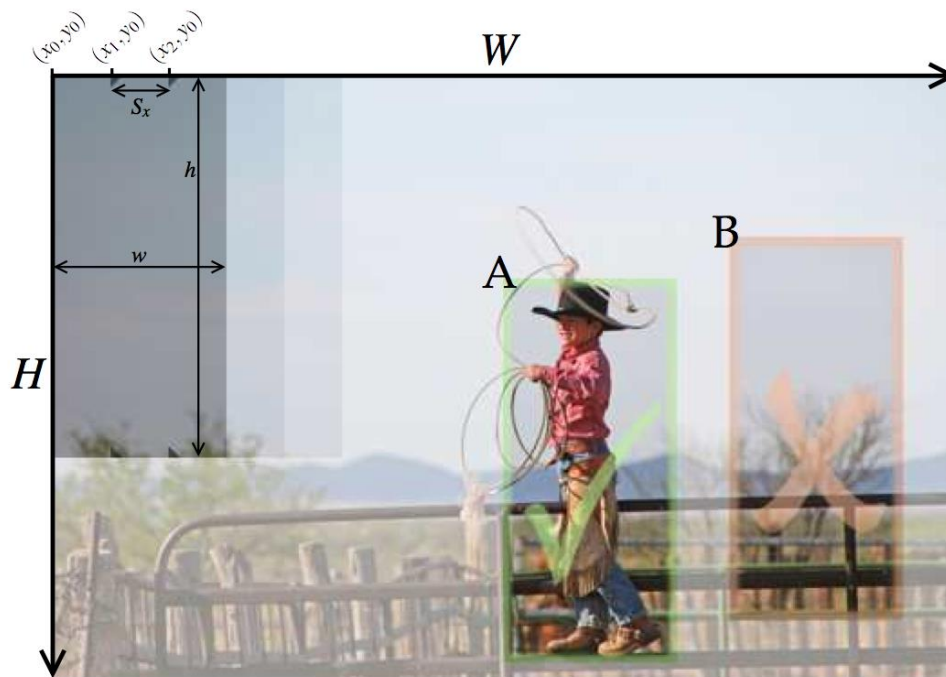 (x₀, y₀)
(x₁, y₀)
(x₂, y₀)
W
Sₓ
h
w
B
A
H